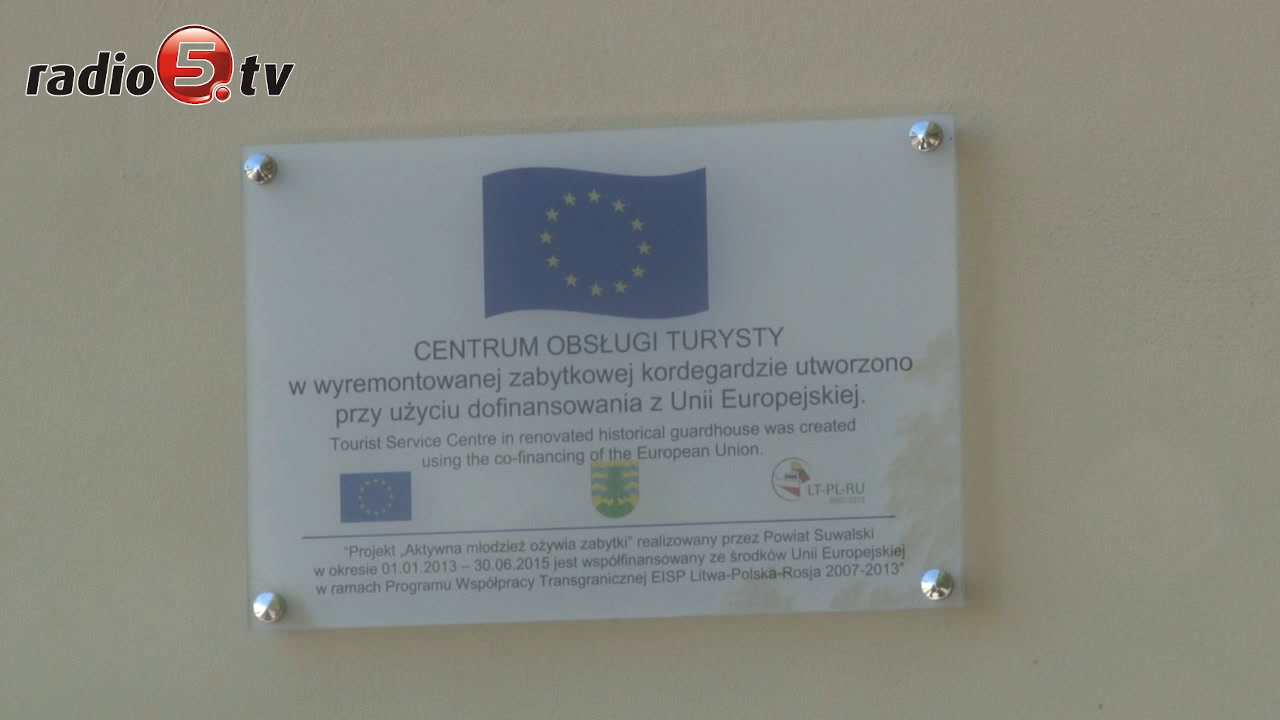 radio5.tv
CENTRUM OBSŁUGI TURYSTY
w wyremontowanej zabytkowej kordegardzie utworzono
przy użyciu dofinansowania z Unii Europejskiej.
Tourist Service Centre in renovated historical guardhouse was created
using the co-financing of the European Union.
LT-PL-RU
2007-2013
“Projekt „Aktywna młodzież ożywia zabytki” realizowany przez Powiat Suwalski
w okresie 01.01.2013 – 30.06.2015 jest współfinansowany ze środków Unii Europejskiej
w ramach Programu Współpracy Transgranicznej EISP Litwa-Polska-Rosja 2007-2013”